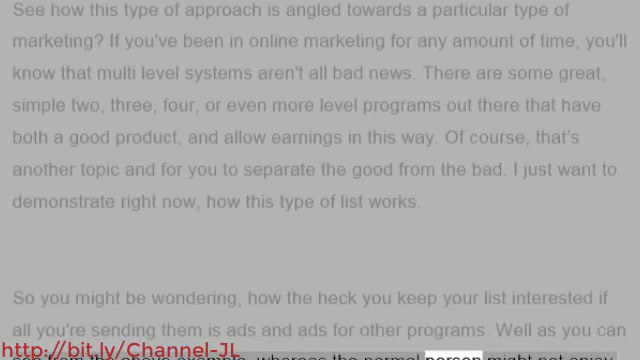 See how this type of approach is angled towards a particular type of
marketing? If you've been in online marketing for any amount of time, you'll
know that multi level systems aren't all bad news. There are some great,
simple two, three, four, or even more level programs out there that have
both a good product, and allow earnings in this way. Of course, that's
another topic and for you to separate the good from the bad. I just want to
demonstrate right now, how this type of list works.
So you might be wondering, how the heck you keep your list interested if
all you're sending them is ads and ads for other programs. Well as you can
see from the above example, whereas the normal person might not enjoy
http://bit.ly/Channel-JL